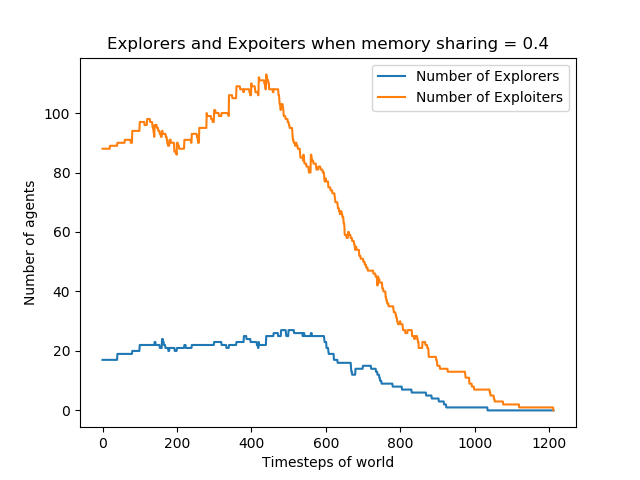 Explorers and Expoiters when memory sharing = 0.4
Number of Explorers
Number of Exploiters
Number of agents
100
80
60
40
20
0
0 200 400 600 800 1000 1200
Timesteps of world